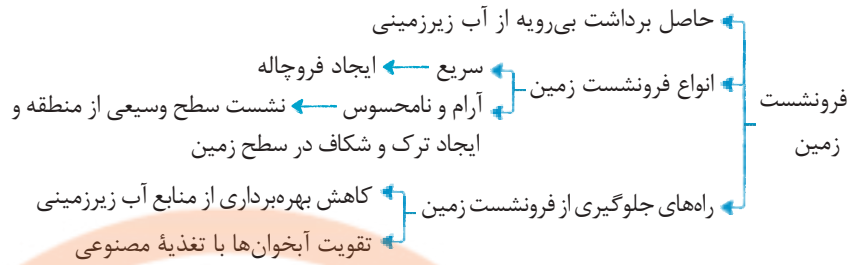 حاصل برداشت بی‌رویه از آب زیرزمینی
سریع ← ایجاد فروچاله
انواع فرونشست زمین
آرام و نامحسوس ← نشست سطح وسیعی از منطقه و
ایجاد ترک و شکاف در سطح زمین
فرونشست
زمین
راه‌های جلوگیری از فرونشست زمین
کاهش بهره‌برداری از منابع آب زیرزمینی
تقویت آبخوان‌ها با تغذیهٔ مصنوعی